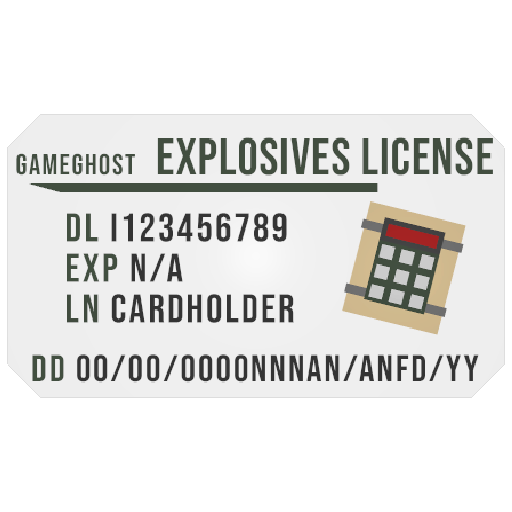 GAMEGHOST EXPLOSIVES LICENSE
DL I123456789
EXP N/A
LN CARDHOLDER
DD 00/00/0000NNNAN/ANFD/YY